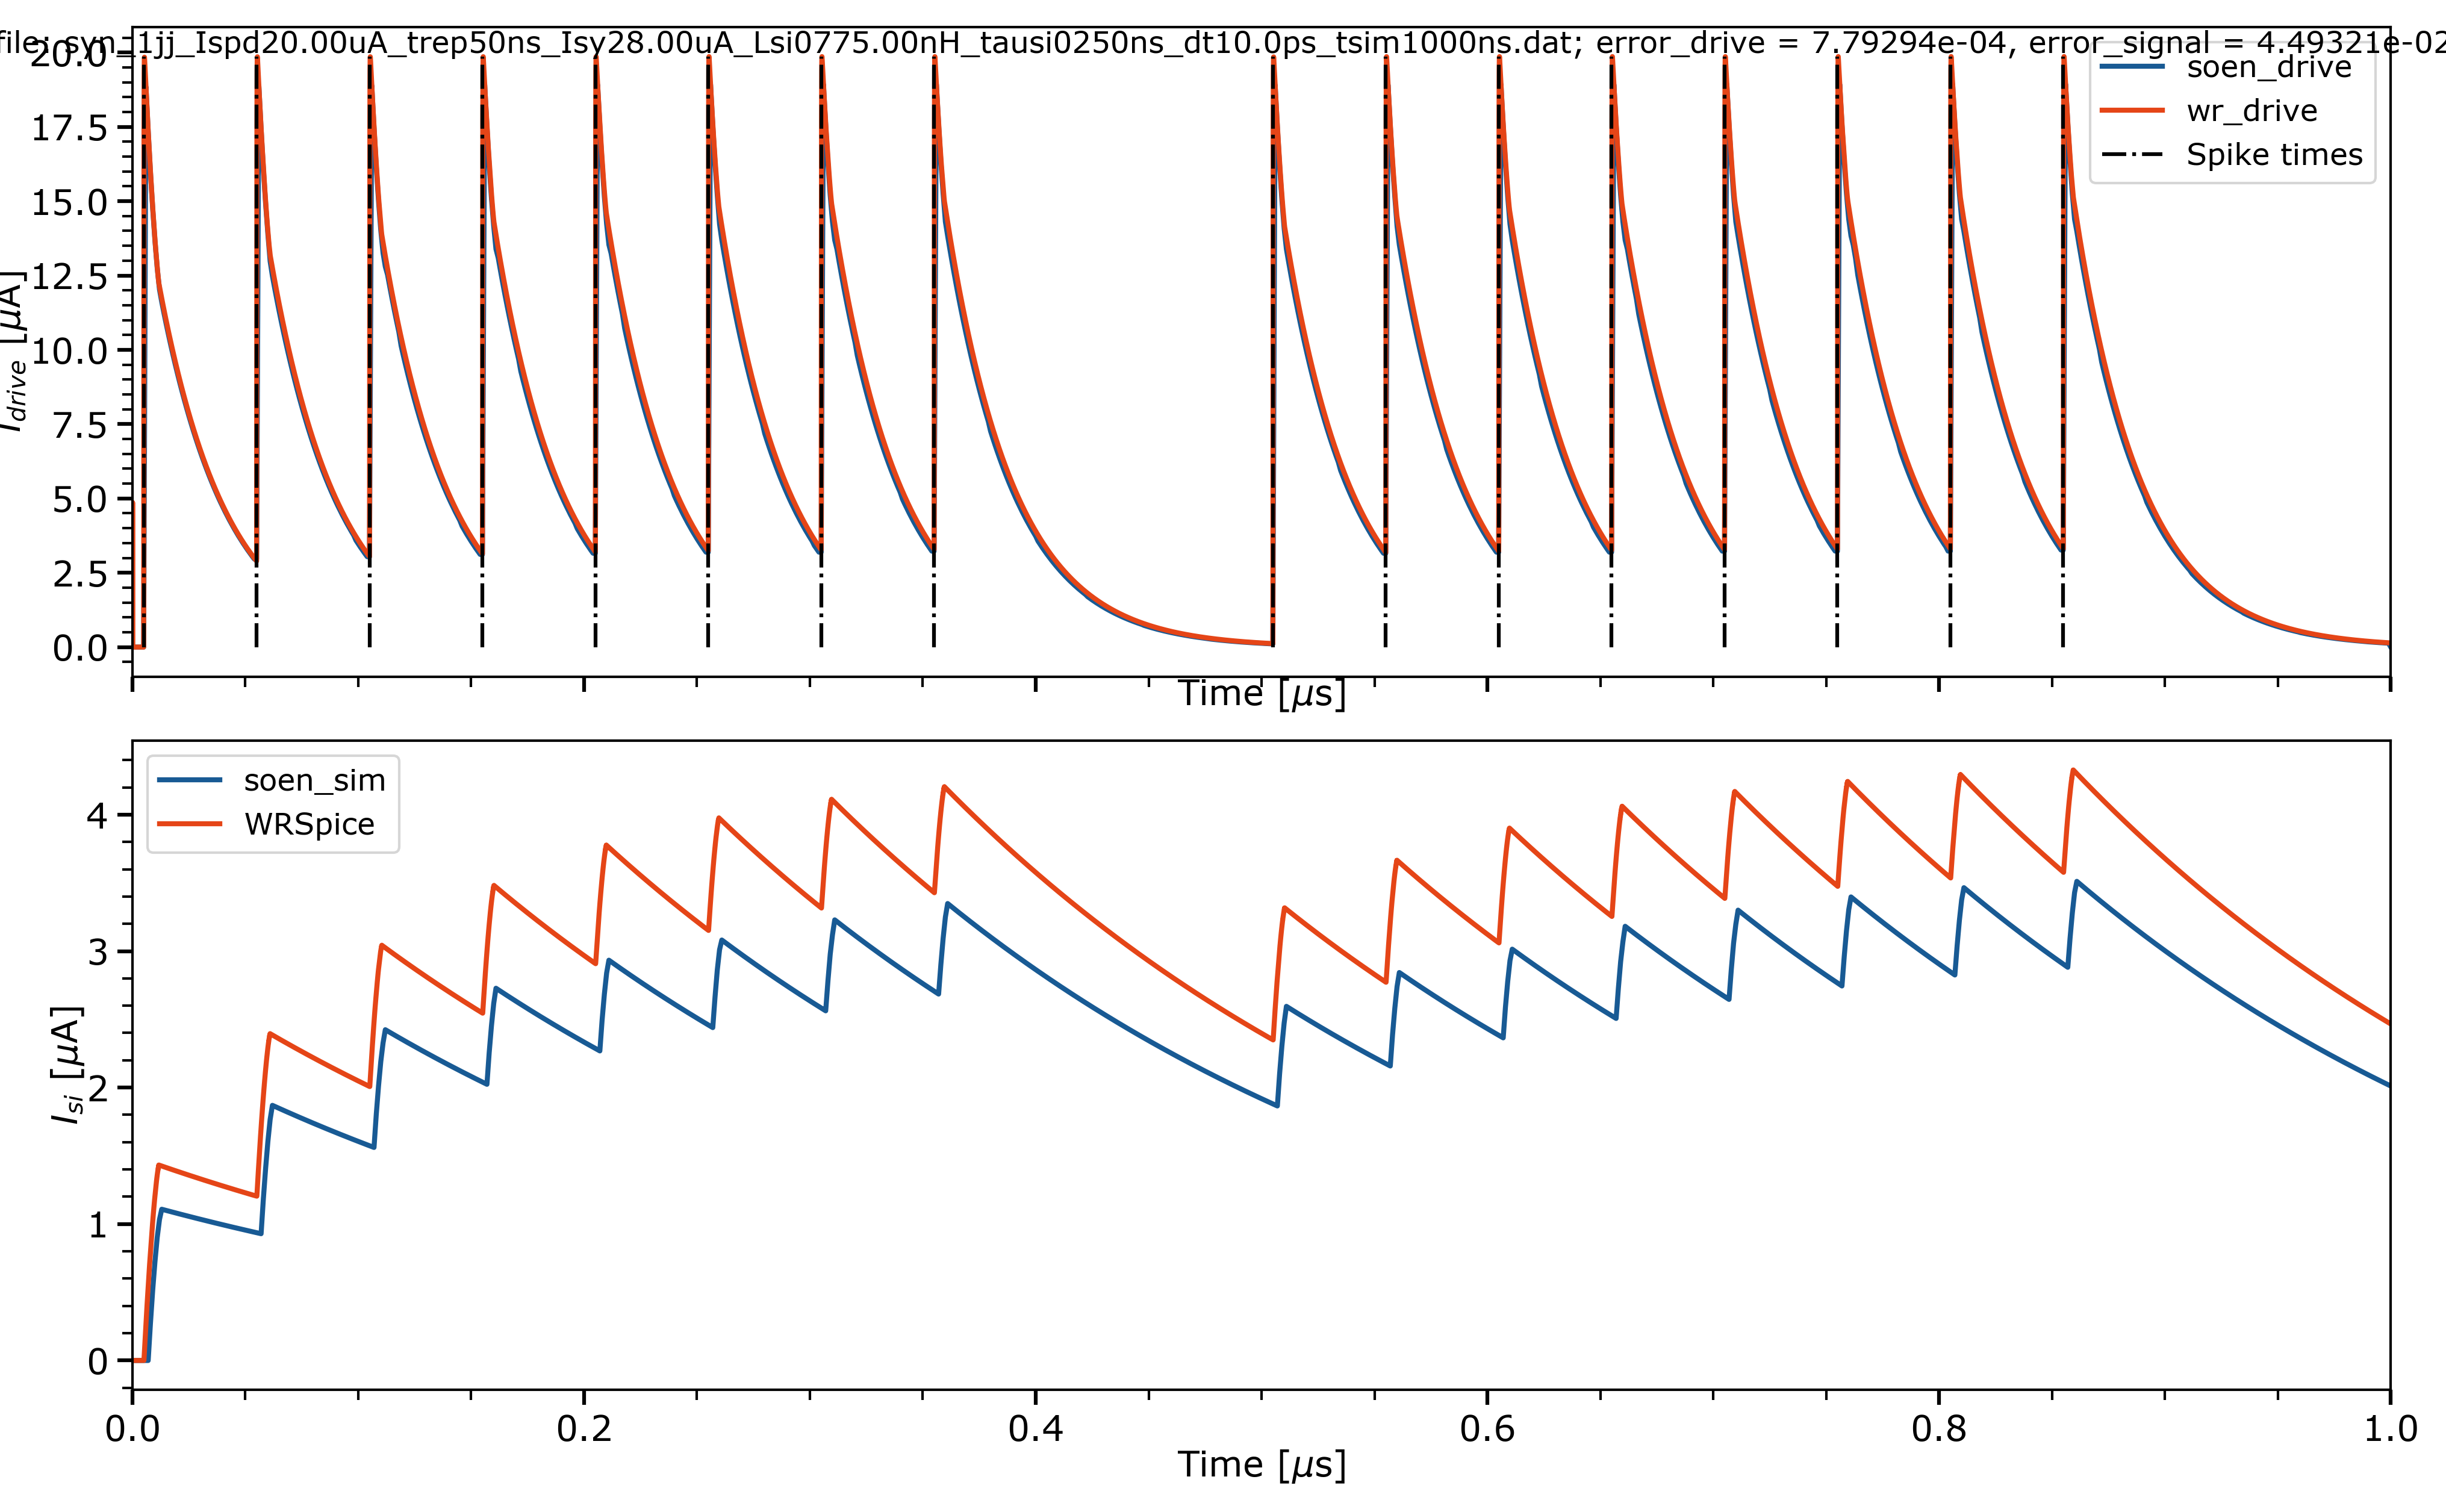 file: syn_1jj_Ispd20.00uA_trep50ns_Isy28.00uA_Lsi0775.00nH_tausi0250ns_dt10.0ps_tsim1000ns.dat; error_drive = 7.79294e-04, error_signal = 4.49321e-02
soen_drive
wr_drive
Spike times
20.0
17.5
15.0
12.5
10.0
7.5
5.0
2.5
0.0
I_drive [μA]
Time [μs]
soen_sim
WRSpice
4
3
2
1
0
I_si [μA]
0.0 0.2 0.4 0.6 0.8 1.0
Time [μs]